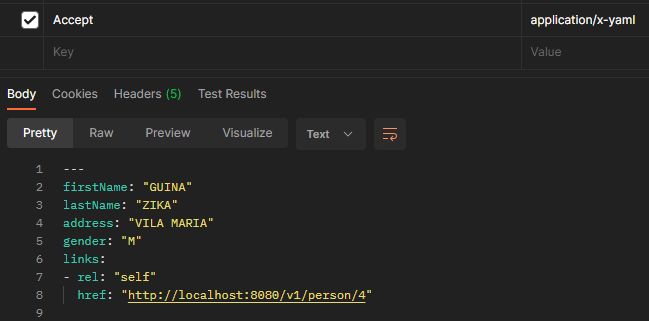 Accept application/x-yaml
Key Value
Body Cookies Headers (5) Test Results
Pretty Raw Preview Visualize Text
1 ---
2 firstName: "GUINA"
3 lastName: "ZIKA"
4 address: "VILA MARIA"
5 gender: "M"
6 links:
7 - rel: "self"
8 href: "http://localhost:8080/v1/person/4"
9